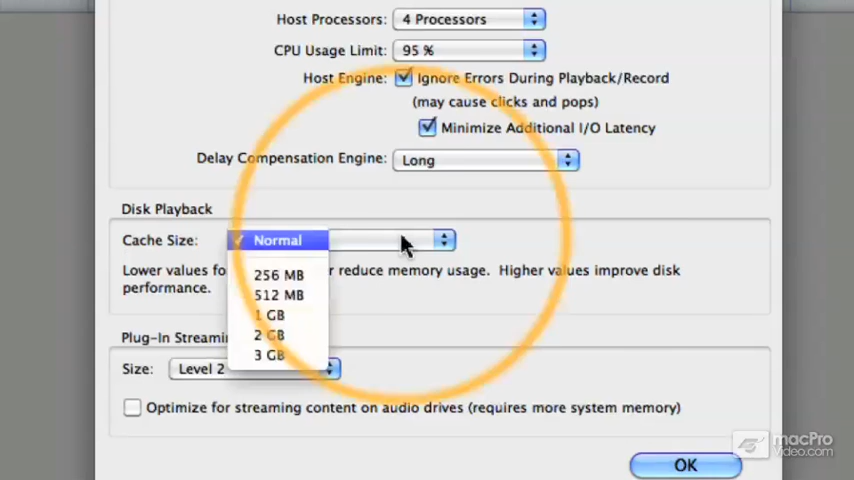 Host Processors: 4 Processors
CPU Usage Limit: 95 %
Host Engine: Ignore Errors During Playback/Record
(may cause clicks and pops)
Minimize Additional I/O Latency
Delay Compensation Engine: Long
Disk Playback
Cache Size: Normal
256 MB
512 MB
1 GB
2 GB
3 GB
Lower values fo r reduce memory usage. Higher values improve disk
performance.
Plug-In Streami
Size: Level 2
Optimize for streaming content on audio drives (requires more system memory)
macPro
Video.com
OK